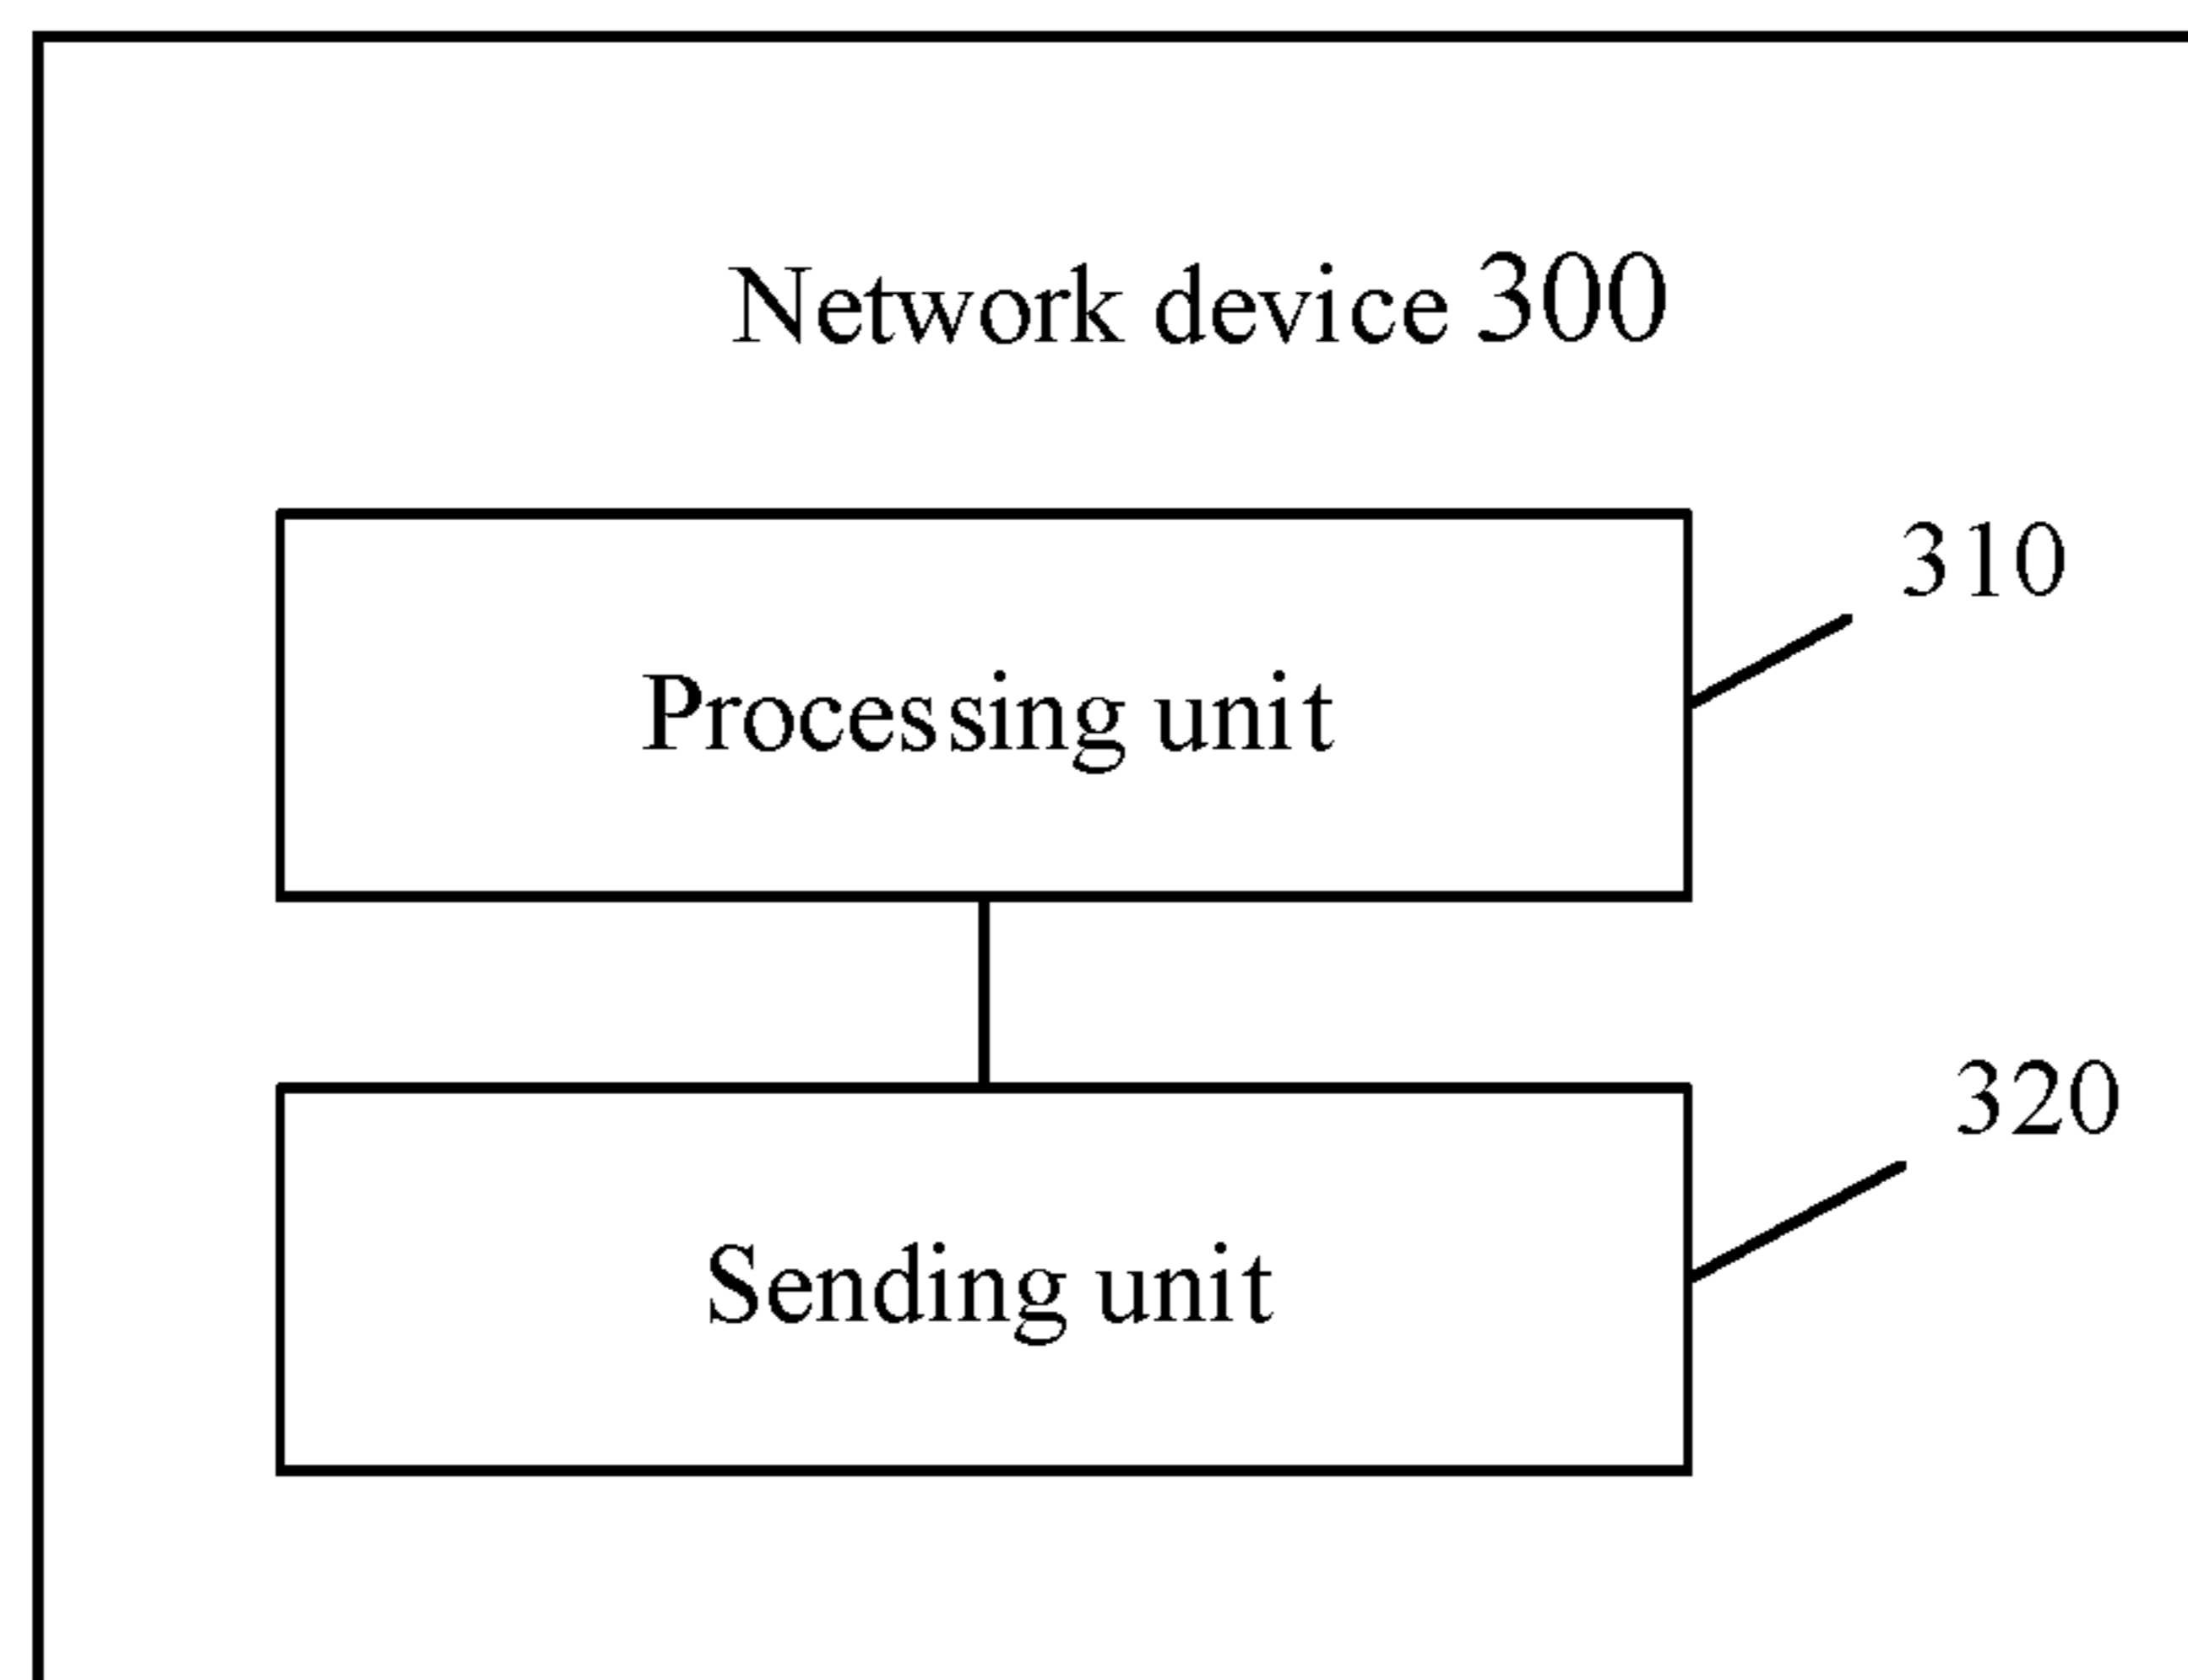 Network device 300
310
Processing unit
320
Sending unit